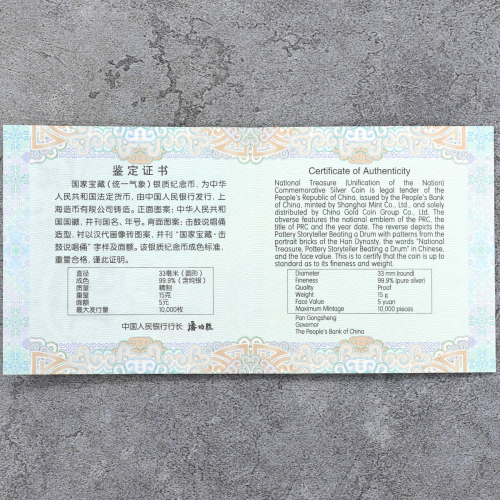 鉴定证书
国家宝藏（统一气象）银质纪念币，为中华
人民共和国法定货币，由中国人民银行发行，上
海造币有限公司铸造。正面图案：中华人民共和
国国徽，并刊国名、年号。背面图案：击鼓说唱俑
造型，衬以汉代画像砖图案，并刊“国家宝藏·击
鼓说唱俑”字样及面额。该银质纪念币成色标准，
重量合格，谨此证明。
直径 33毫米（圆形）
成色 99.9%（含纯银）
质量 精制
重量 15克
面额 5元
最大发行量 10,000枚
中国人民银行行长 潘功胜
Certificate of Authenticity
National Treasure (Unification of the Nation)
Commemorative Silver Coin is legal tender of the
People's Republic of China, issued by the People's Bank
of China, minted by Shanghai Mint Co., Ltd., and solely
distributed by China Gold Coin Group Co., Ltd. The
obverse features the national emblem of the PRC, the
title of PRC and the year date. The reverse depicts the
Pottery Storyteller Beating a Drum with patterns from the
portrait bricks of the Han Dynasty, the words "National
Treasure, Pottery Storyteller Beating a Drum" in Chinese,
and the face value. This is to certify that the coin is up to
standard as to its fineness and weight.
Diameter 33 mm (round)
Fineness 99.9% (pure silver)
Quality Proof
Weight 15 g
Face Value 5 yuan
Maximum Mintage 10,000 pieces
Pan Gongsheng
Governor
The People's Bank of China